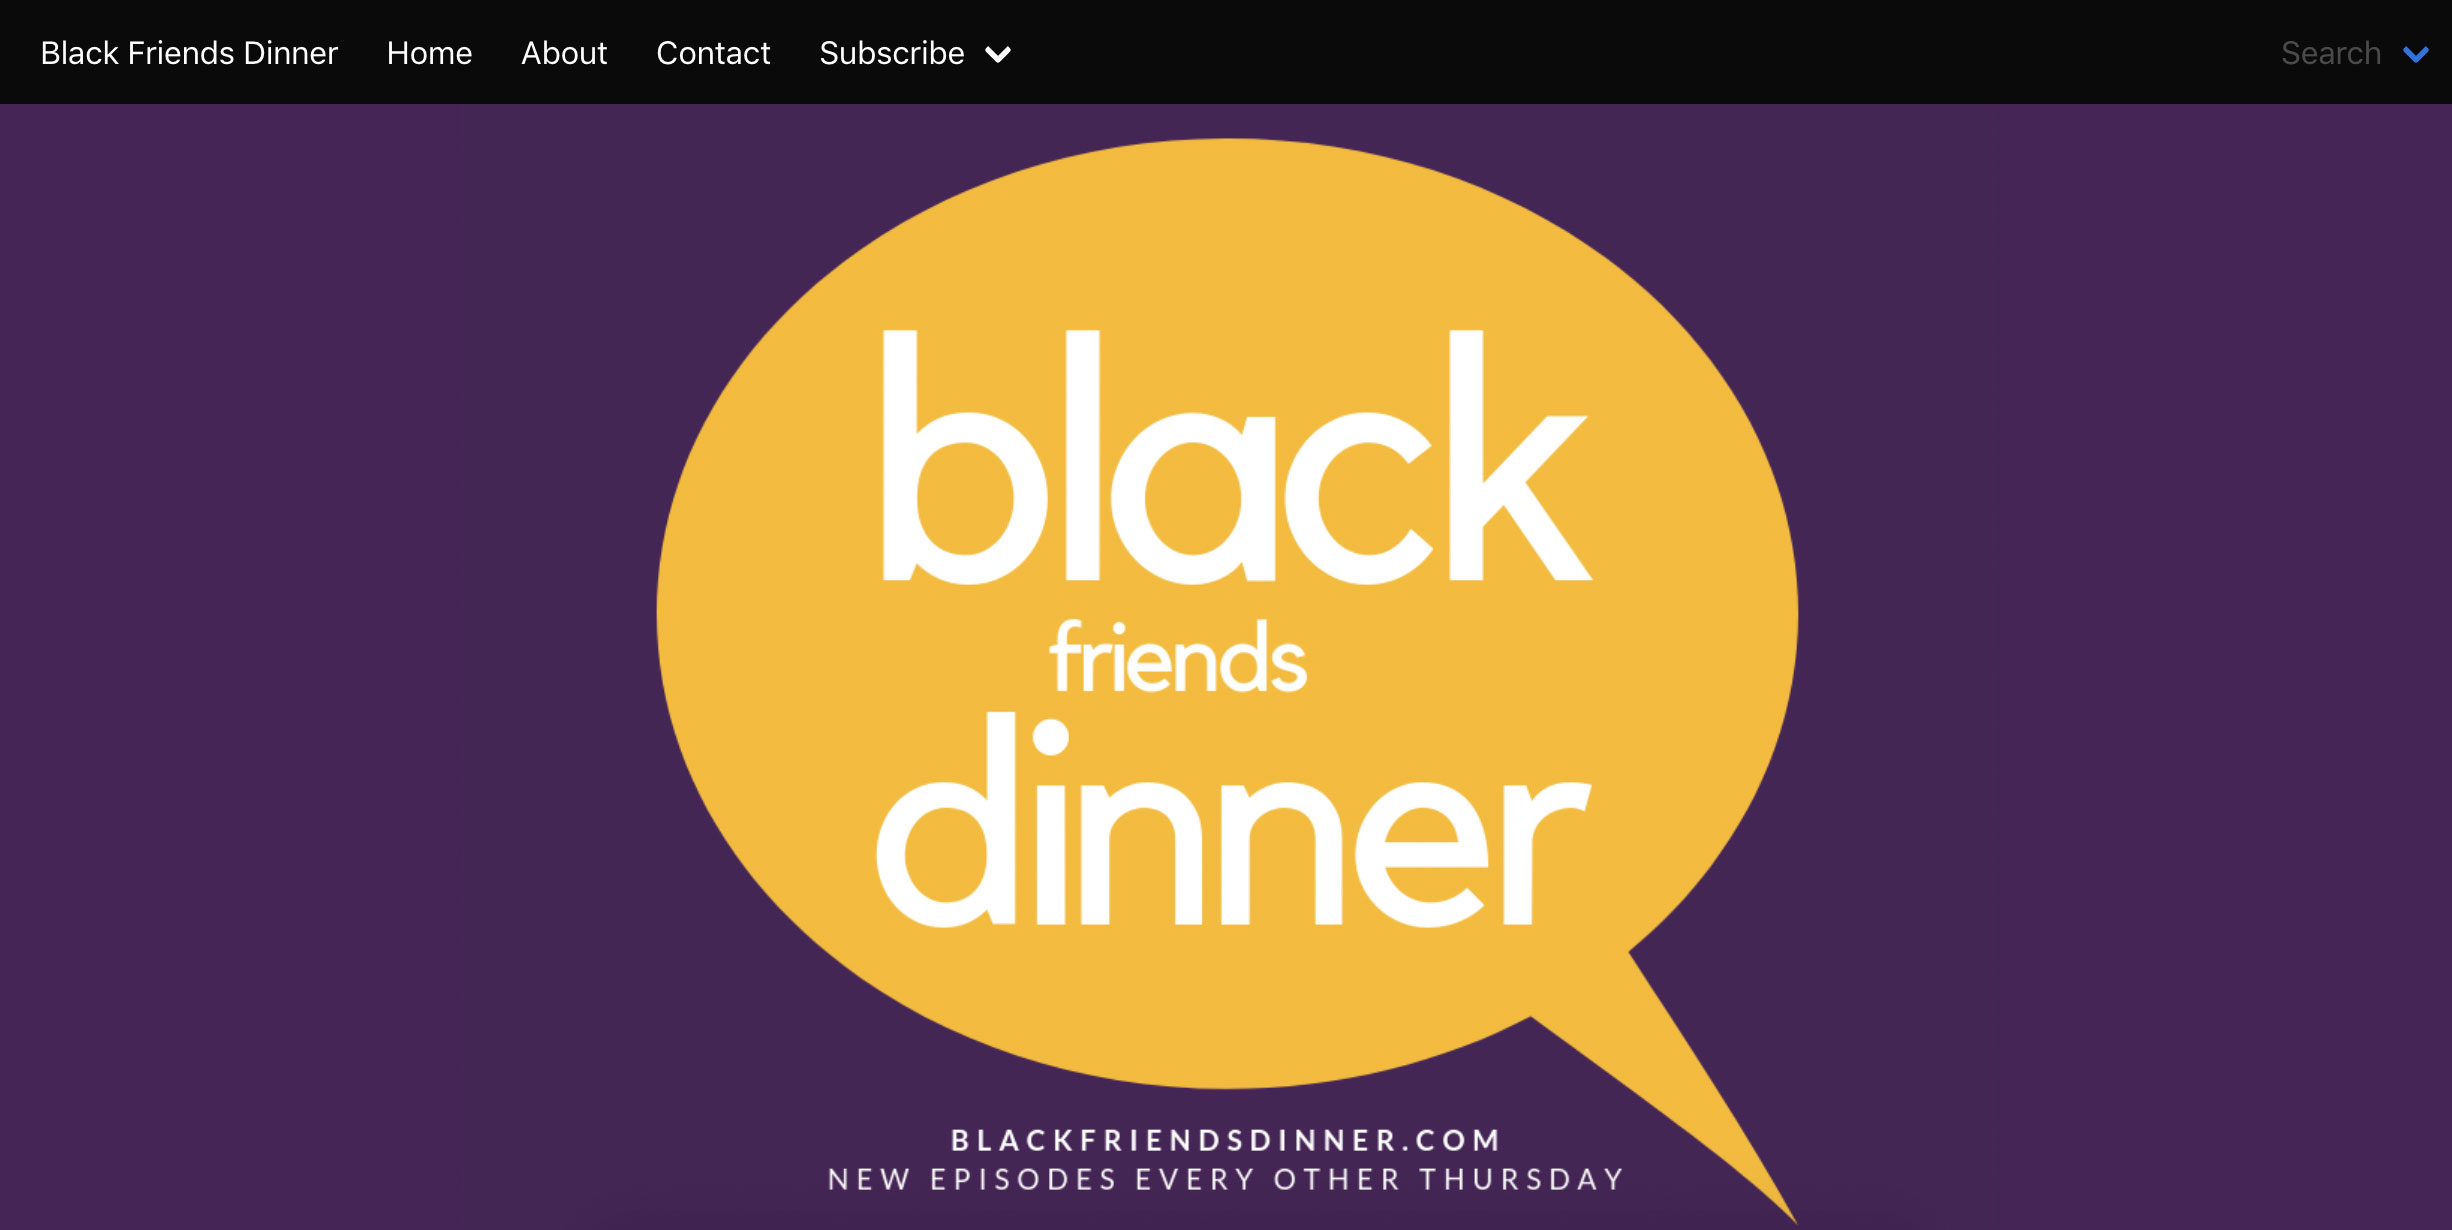 Black Friends Dinner Home About Contact Subscribe Search
black
friends
dinner
BLACKFRIENDSDINNER.COM
NEW EPISODES EVERY OTHER THURSDAY